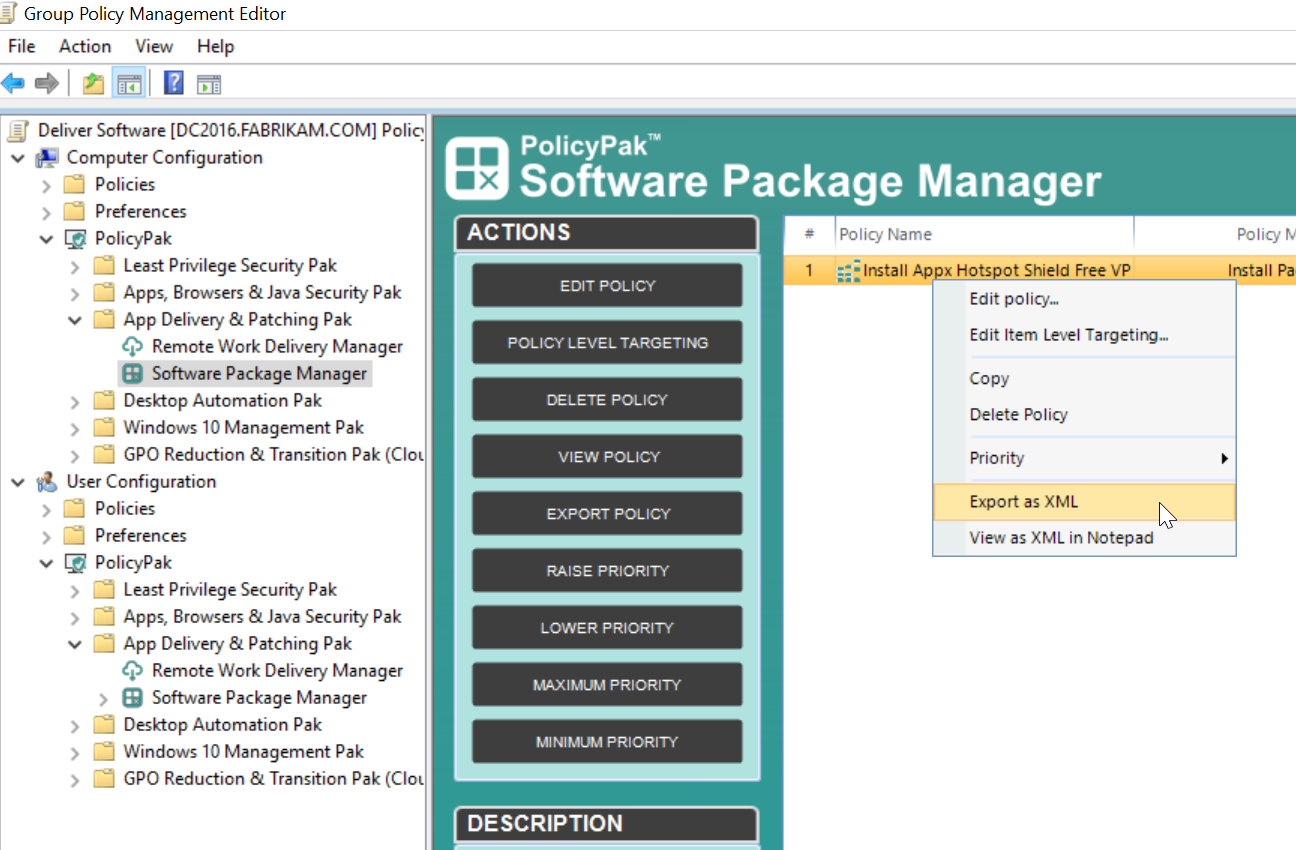 Group Policy Management Editor
File Action View Help
Deliver Software [DC2016.FABRIKAM.COM] Policy
Computer Configuration
Policies
Preferences
PolicyPak
Least Privilege Security Pak
Apps, Browsers & Java Security Pak
App Delivery & Patching Pak
Remote Work Delivery Manager
Software Package Manager
Desktop Automation Pak
Windows 10 Management Pak
GPO Reduction & Transition Pak (Clou
User Configuration
Policies
Preferences
PolicyPak
Least Privilege Security Pak
Apps, Browsers & Java Security Pak
App Delivery & Patching Pak
Remote Work Delivery Manager
Software Package Manager
Desktop Automation Pak
Windows 10 Management Pak
GPO Reduction & Transition Pak (Clou
PolicyPak™
Software Package Manager
ACTIONS
EDIT POLICY
POLICY LEVEL TARGETING
DELETE POLICY
VIEW POLICY
EXPORT POLICY
RAISE PRIORITY
LOWER PRIORITY
MAXIMUM PRIORITY
MINIMUM PRIORITY
DESCRIPTION
# Policy Name Policy M
1 Install Appx Hotspot Shield Free VP Install Pa
Edit policy...
Edit Item Level Targeting...
Copy
Delete Policy
Priority
Export as XML
View as XML in Notepad